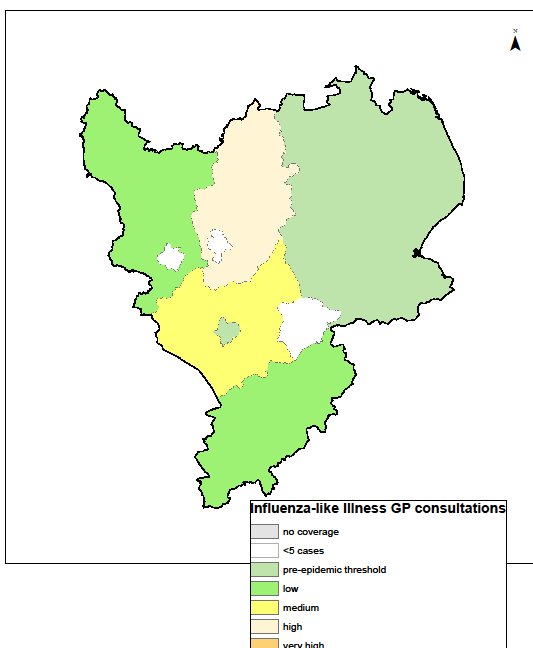 N
Influenza-like Illness GP consultations
no coverage
<5 cases
pre-epidemic threshold
low
medium
high
very high